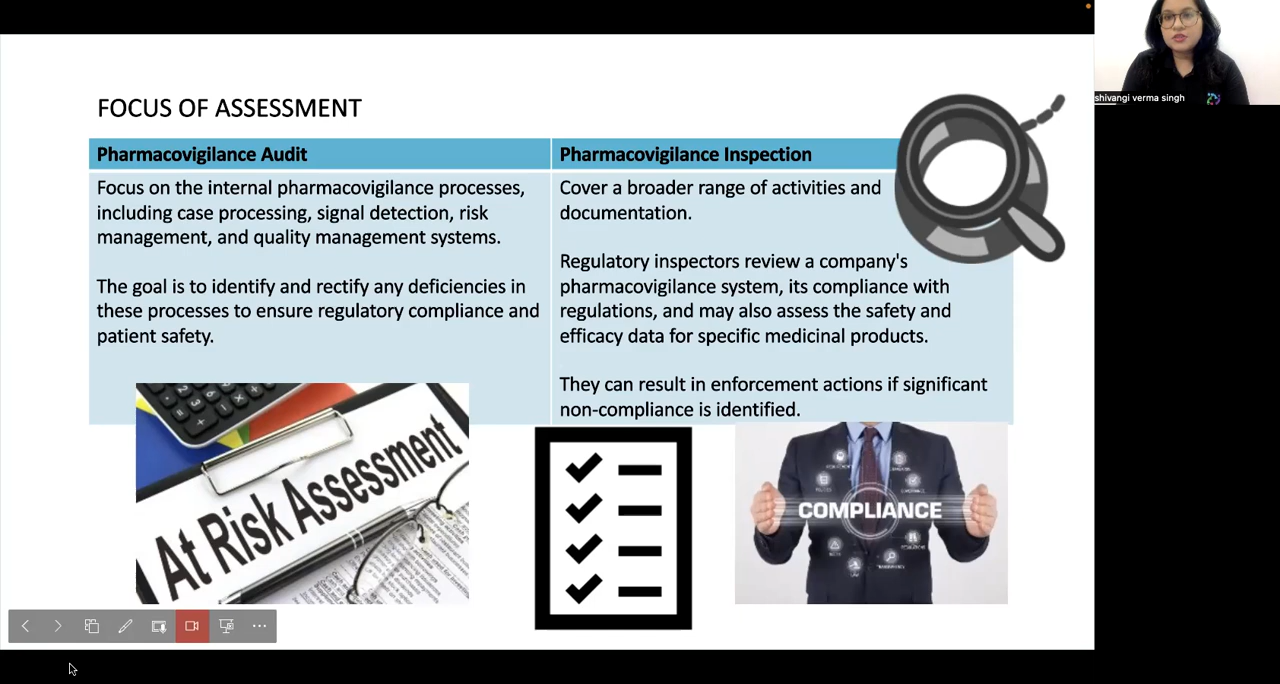 FOCUS OF ASSESSMENT
Pharmacovigilance Audit
Focus on the internal pharmacovigilance processes,
including case processing, signal detection, risk
management, and quality management systems.
The goal is to identify and rectify any deficiencies in
these processes to ensure regulatory compliance and
patient safety.
Pharmacovigilance Inspection
Cover a broader range of activities and
documentation.
Regulatory inspectors review a company's
pharmacovigilance system, its compliance with
regulations, and may also assess the safety and
efficacy data for specific medicinal products.
They can result in enforcement actions if significant
non-compliance is identified.
At Risk Assessment
COMPLIANCE
shivangi verma singh